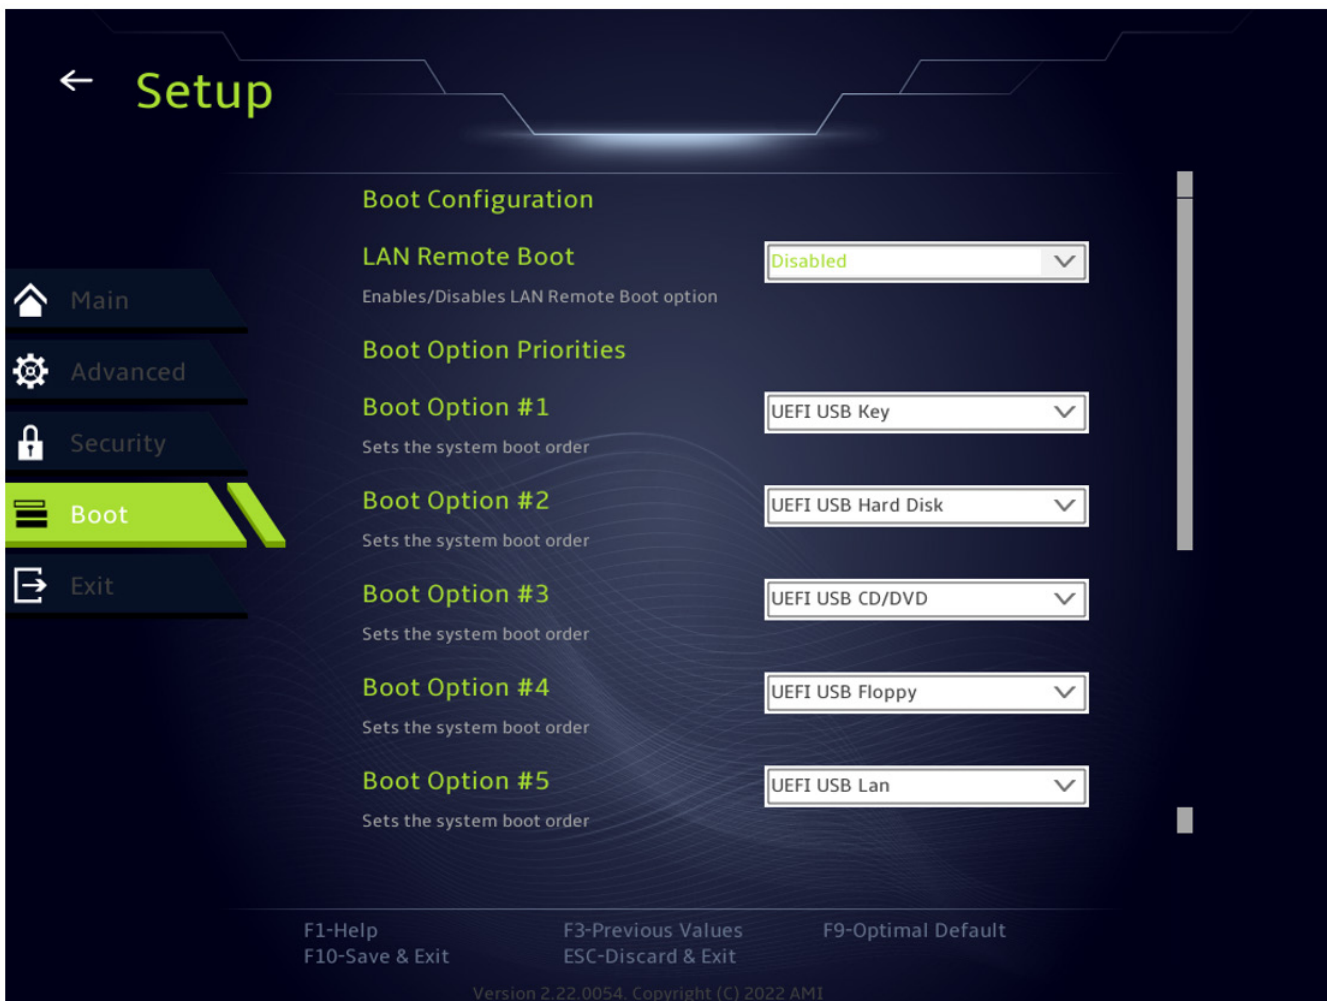 Setup
Boot Configuration
LAN Remote Boot
Disabled
Enables/Disables LAN Remote Boot option
Main
Advanced
Security
Boot
Exit
Boot Option Priorities
Boot Option #1
UEFI USB Key
Sets the system boot order
Boot Option #2
UEFI USB Hard Disk
Sets the system boot order
Boot Option #3
UEFI USB CD/DVD
Sets the system boot order
Boot Option #4
UEFI USB Floppy
Sets the system boot order
Boot Option #5
UEFI USB Lan
Sets the system boot order
F1-Help F3-Previous Values F9-Optimal Default
F10-Save & Exit ESC-Discard & Exit
Version 2.22.0054. Copyright (C) 2022 AMI